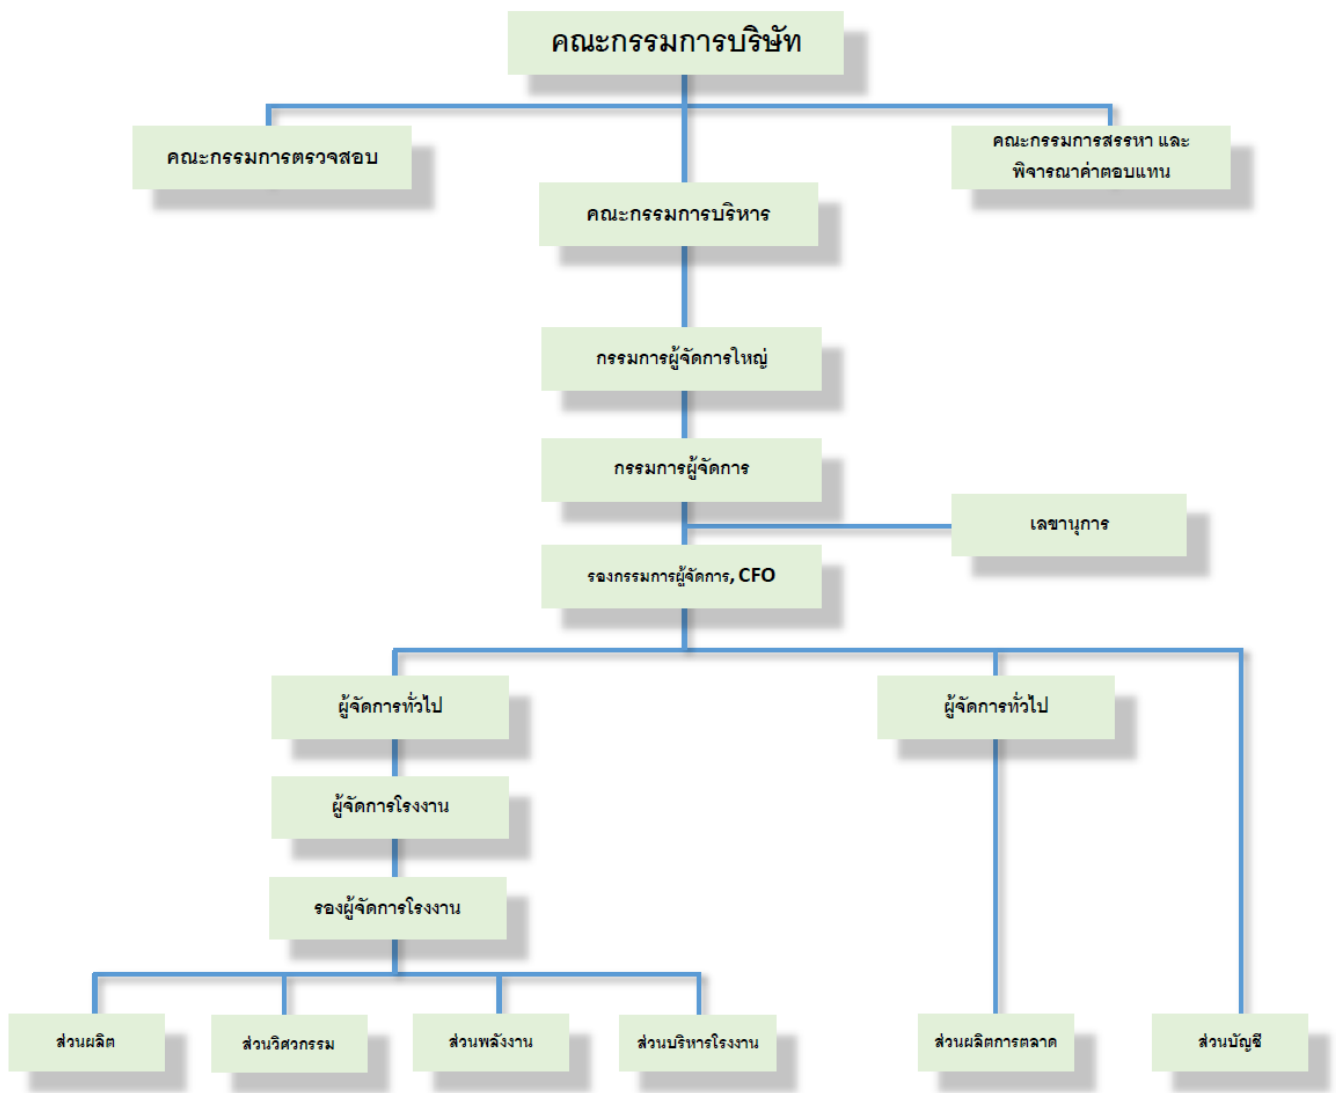 คณะกรรมการบริษัท
คณะกรรมการตรวจสอบ
คณะกรรมการสรรหา และ
พิจารณาค่าตอบแทน
คณะกรรมการบริหาร
กรรมการผู้จัดการใหญ่
กรรมการผู้จัดการ
เลขานุการ
รองกรรมการผู้จัดการ, CFO
ผู้จัดการทั่วไป
ผู้จัดการทั่วไป
ผู้จัดการโรงงาน
รองผู้จัดการโรงงาน
ส่วนผลิต
ส่วนวิศวกรรม
ส่วนพลังงาน
ส่วนบริหารโรงงาน
ส่วนผลิตการตลาด
ส่วนบัญชี